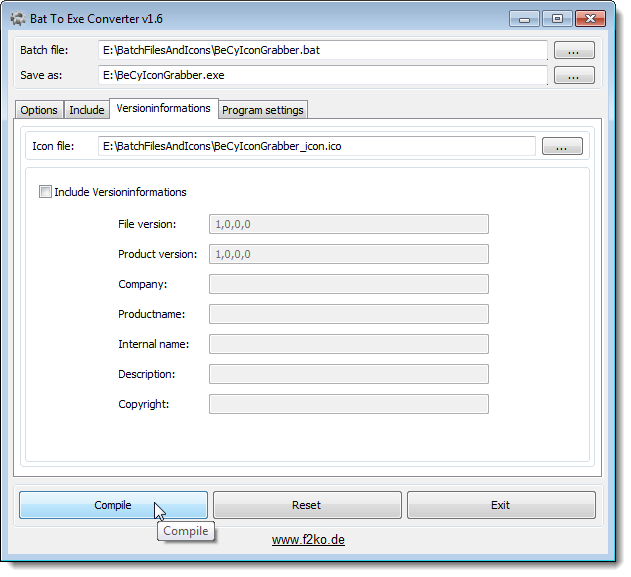 Bat To Exe Converter v1.6
Batch file: E:\BatchFilesAndIcons\BeCyIconGrabber.bat ...
Save as: E:\BeCyIconGrabber.exe ...
Options Include Versioninformations Program settings
Icon file: E:\BatchFilesAndIcons\BeCyIconGrabber_icon.ico ...
Include Versioninformations
File version: 1,0,0,0
Product version: 1,0,0,0
Company:
Productname:
Internal name:
Description:
Copyright:
Compile Reset Exit
Compile
www.f2ko.de